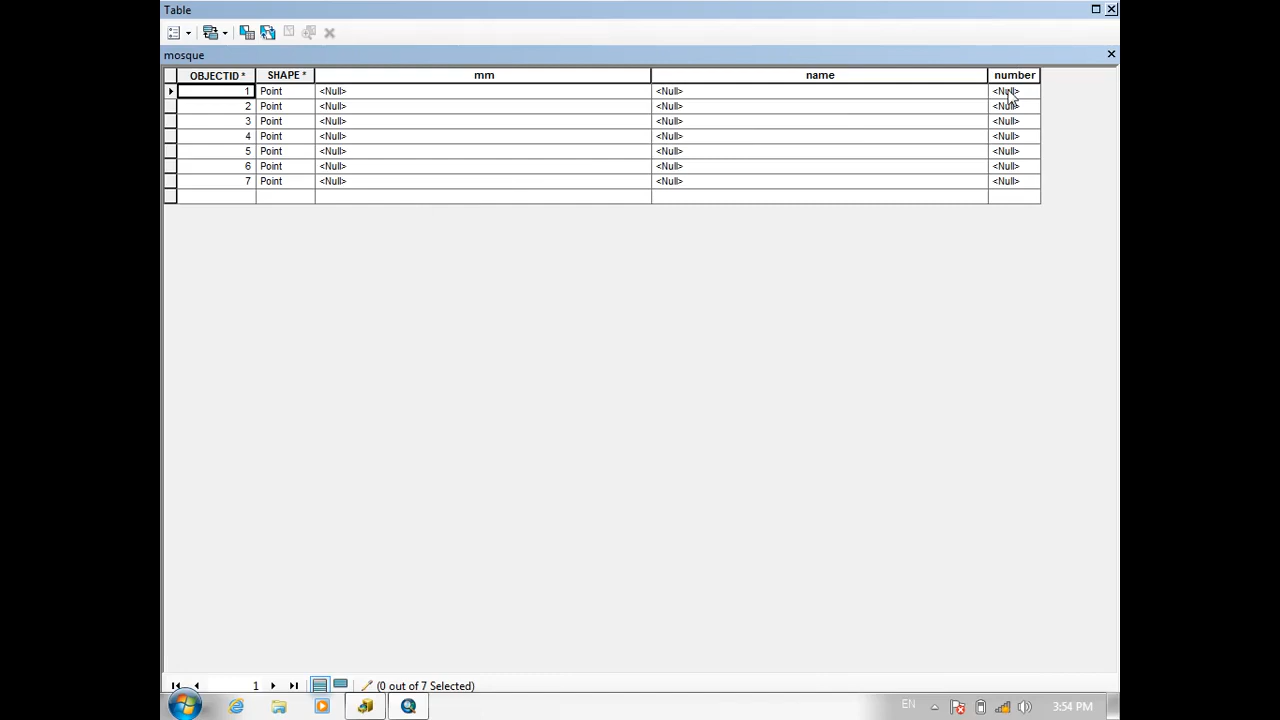 Table
mosque
OBJECTID * SHAPE * mm name number
1 Point <Null> <Null> <Null>
2 Point <Null> <Null> <Null>
3 Point <Null> <Null> <Null>
4 Point <Null> <Null> <Null>
5 Point <Null> <Null> <Null>
6 Point <Null> <Null> <Null>
7 Point <Null> <Null> <Null>
1 (0 out of 7 Selected)
EN 3:54 PM